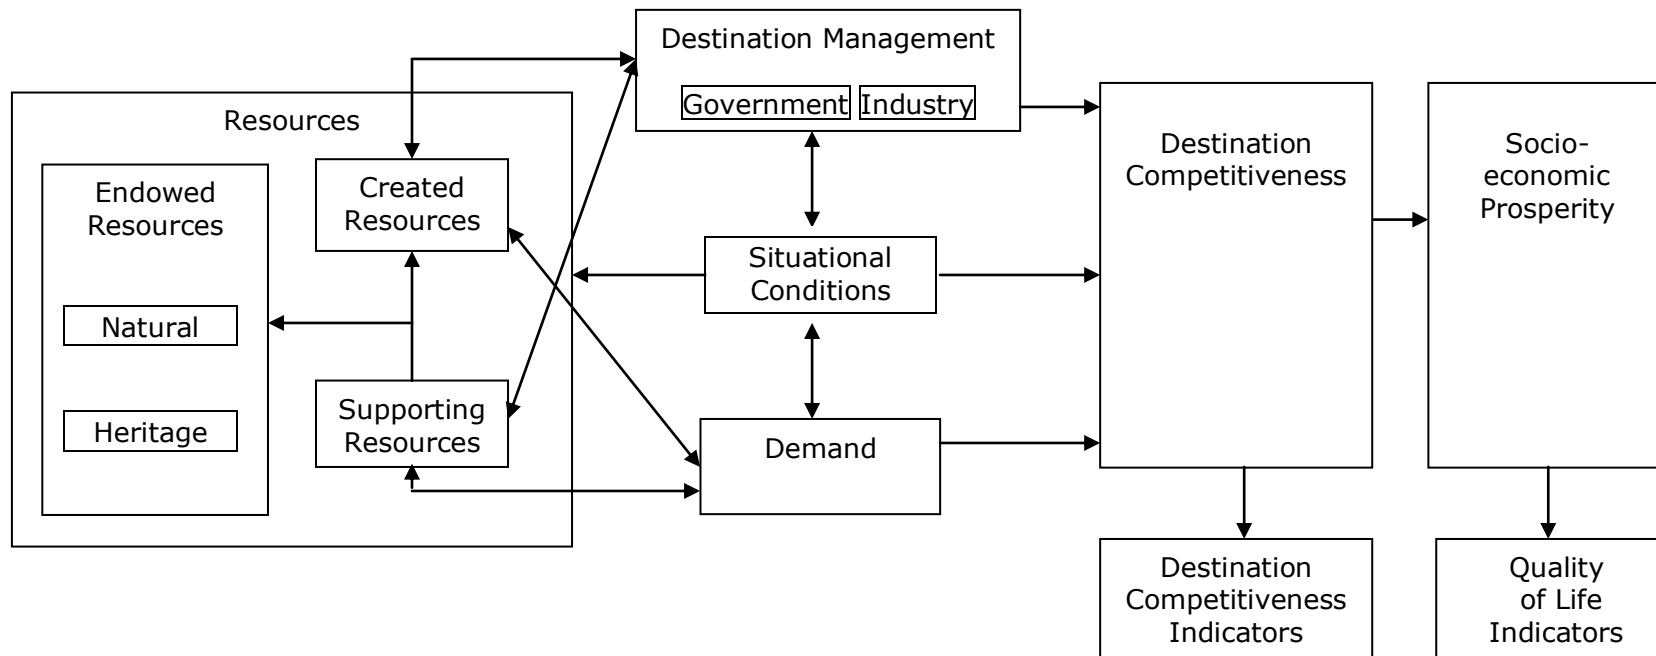 Destination Management
Government
Industry
Resources
Endowed
Resources
Natural
Heritage
Created
Resources
Supporting
Resources
Situational
Conditions
Demand
Destination
Competitiveness
Socio-
economic
Prosperity
Destination
Competitiveness
Indicators
Quality
of Life
Indicators